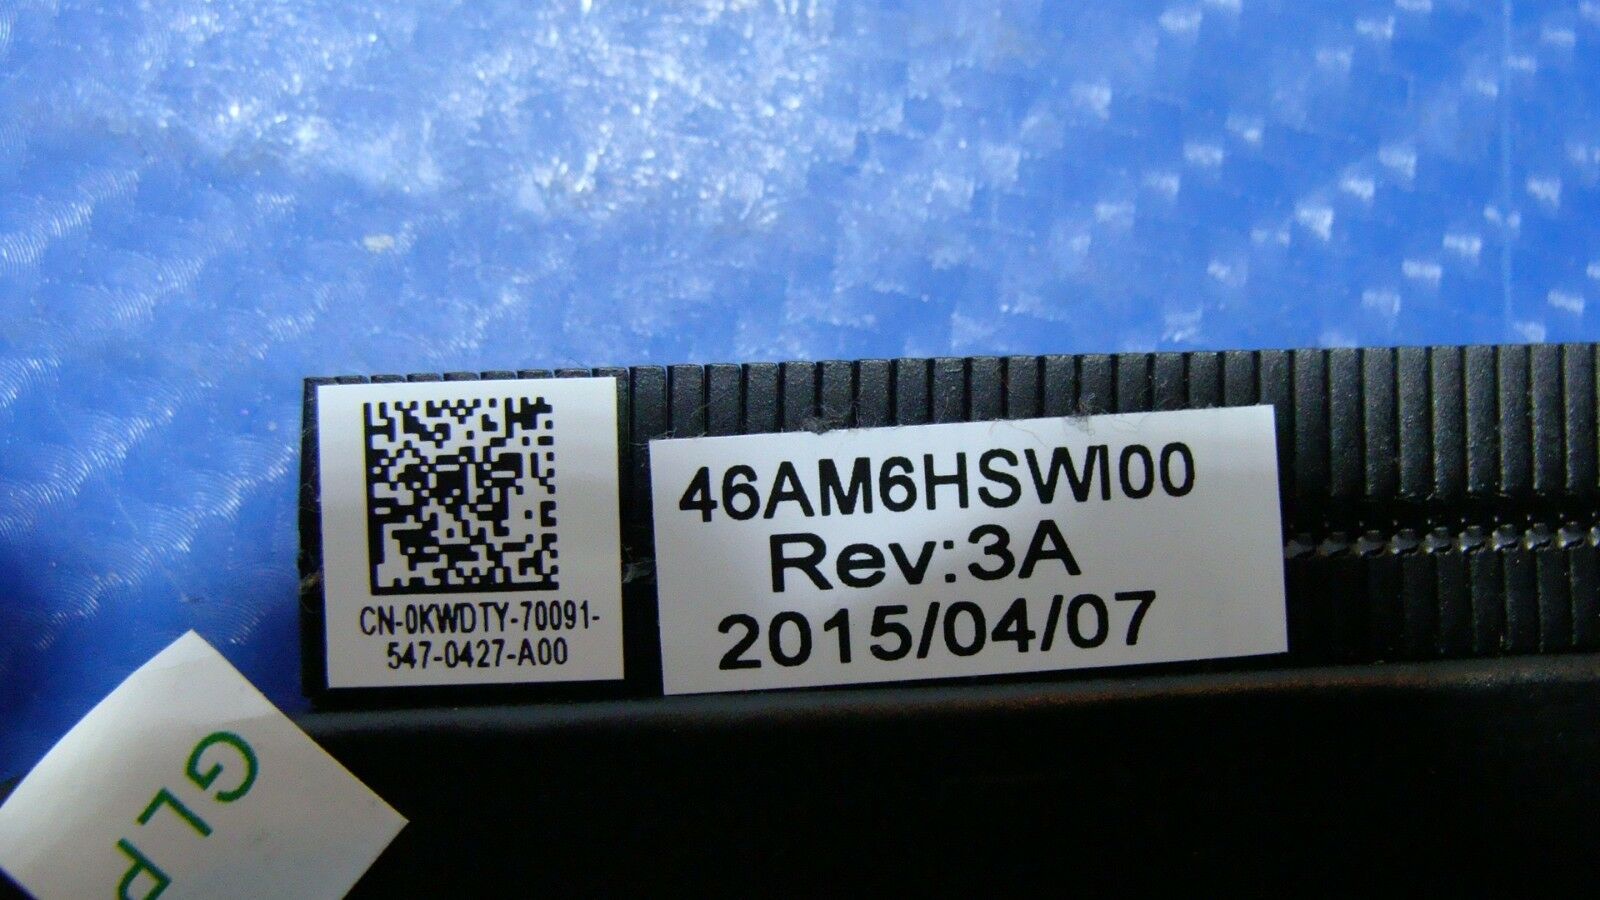 CN-0KWDTY-70091-
547-0427-A00
46AM6HSWI00
Rev:3A
2015/04/07
GLP